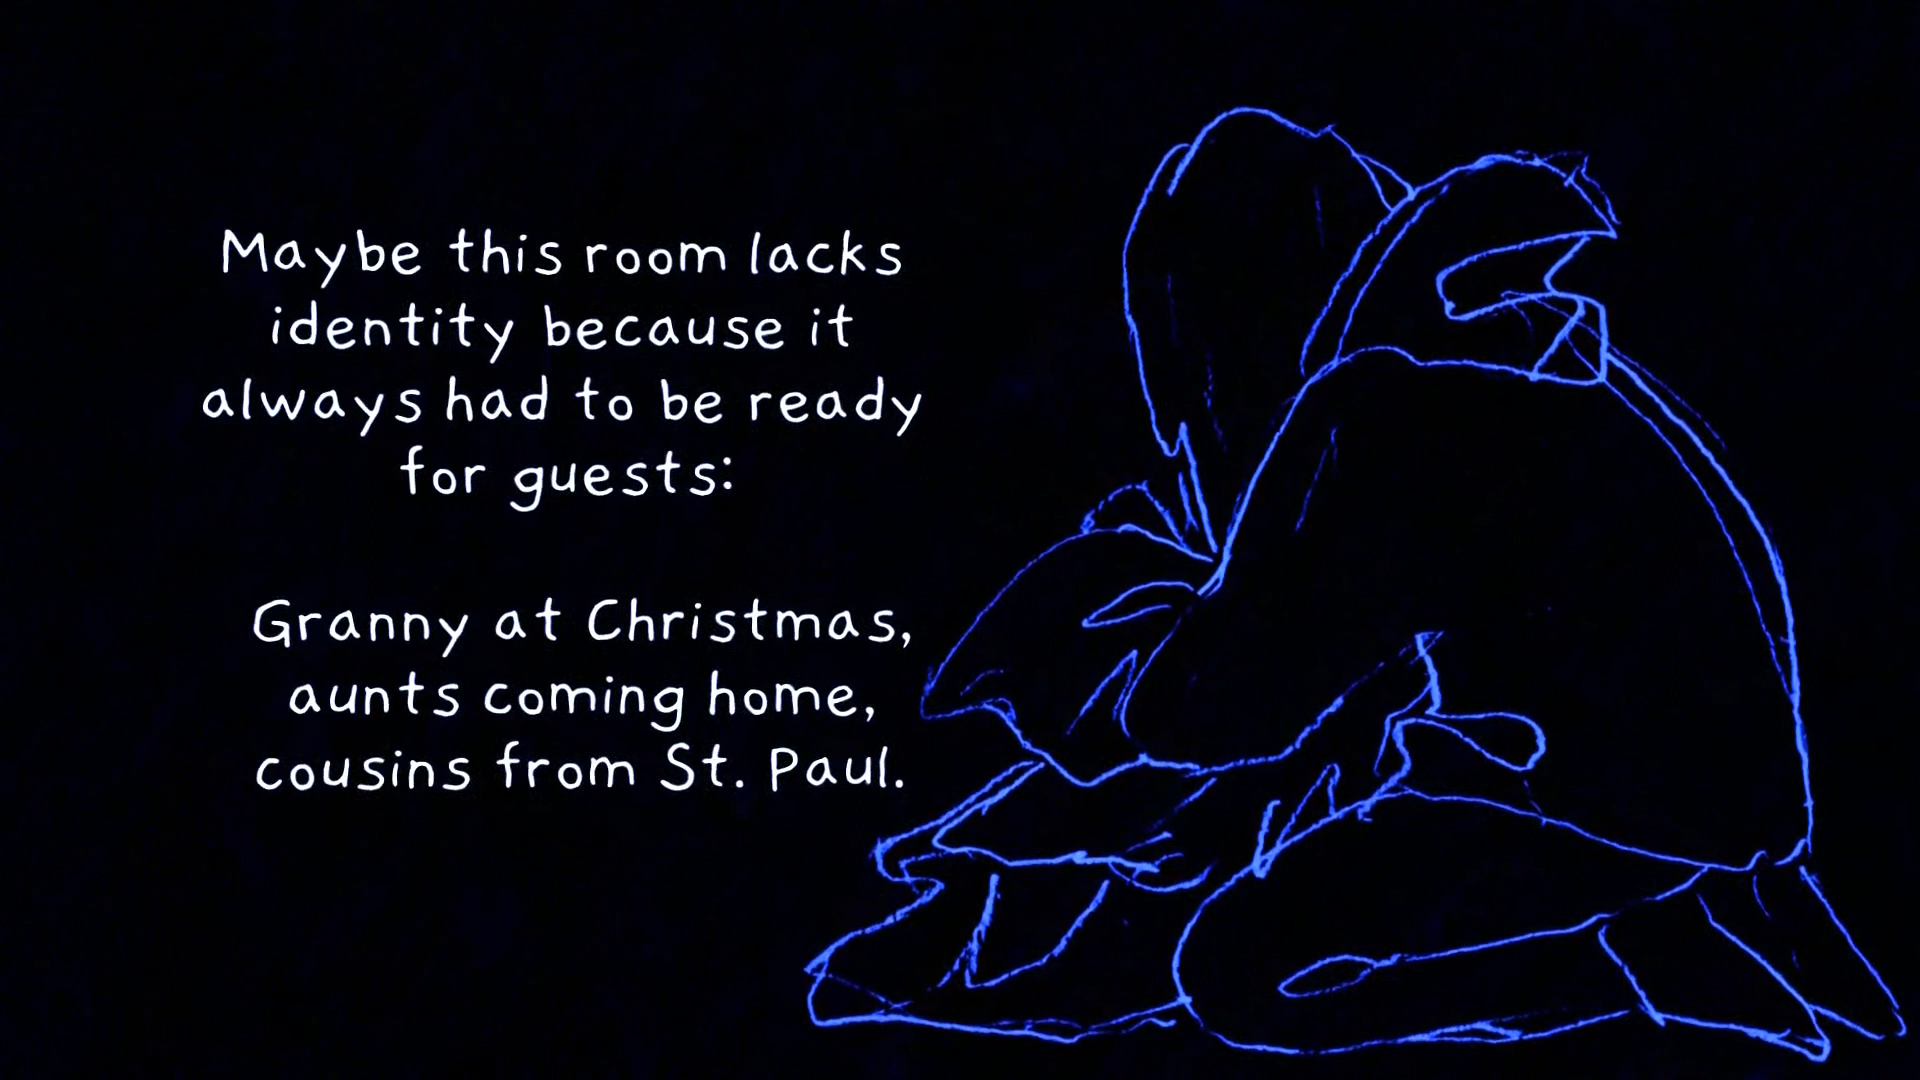 Maybe this room lacks
identity because it
always had to be ready
for guests:
Granny at Christmas,
aunts coming home,
cousins from St. Paul.